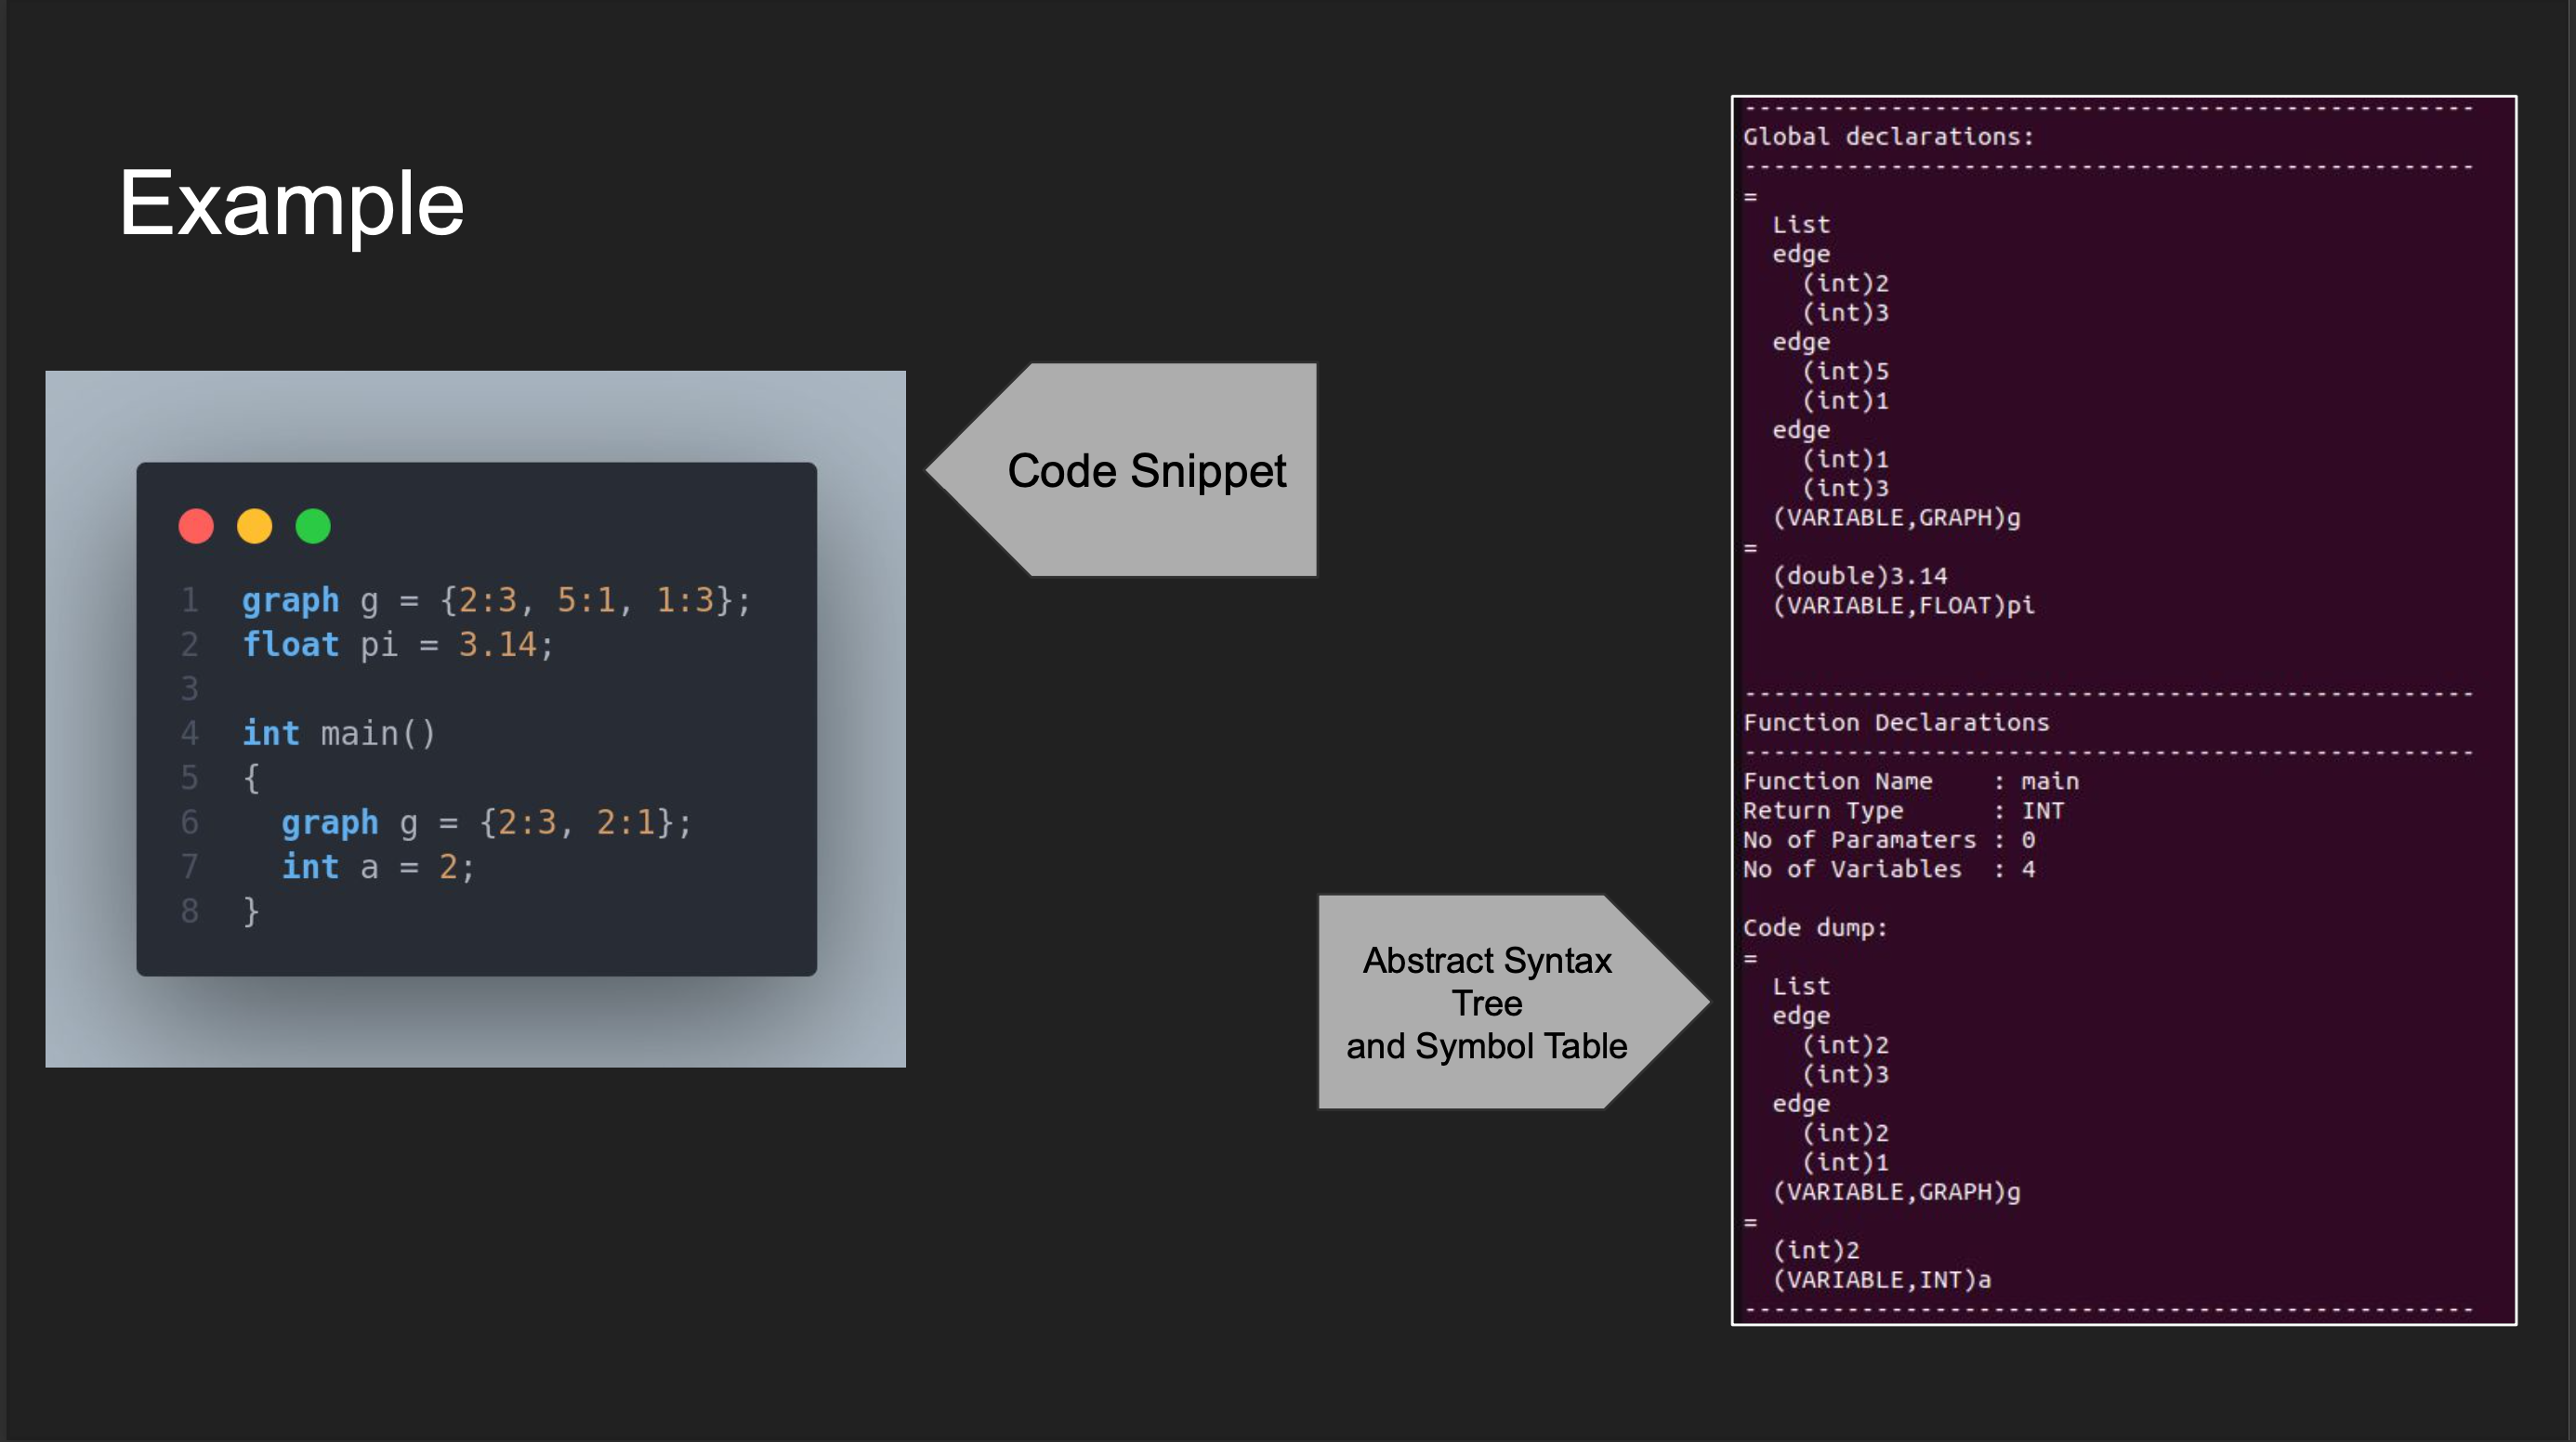 Example
Code Snippet
1 graph g = {2:3, 5:1, 1:3};
2 float pi = 3.14;
3
4 int main()
5 {
6   graph g = {2:3, 2:1};
7   int a = 2;
8 }
Abstract Syntax
Tree
and Symbol Table
--------------------------------------------------
Global declarations:
--------------------------------------------------
=
  List
  edge
    (int)2
    (int)3
  edge
    (int)5
    (int)1
  edge
    (int)1
    (int)3
  (VARIABLE,GRAPH)g
=
  (double)3.14
  (VARIABLE,FLOAT)pi
--------------------------------------------------
Function Declarations
--------------------------------------------------
Function Name    : main
Return Type      : INT
No of Paramaters : 0
No of Variables  : 4
Code dump:
=
  List
  edge
    (int)2
    (int)3
  edge
    (int)2
    (int)1
  (VARIABLE,GRAPH)g
=
  (int)2
  (VARIABLE,INT)a
--------------------------------------------------